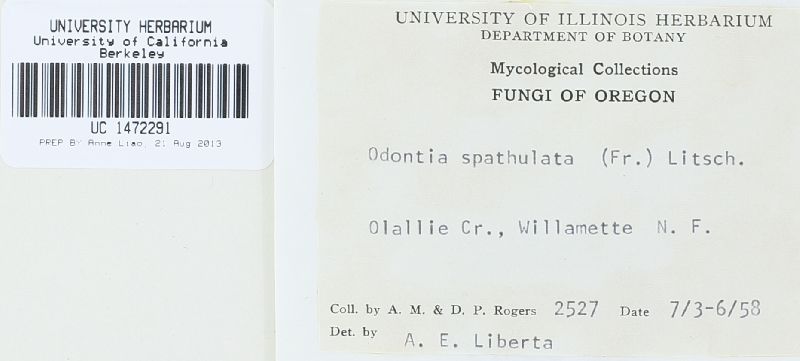 UNIVERSITY HERBARIUM
University of California
Berkeley
UC 1472291
PREP BY Anne Liao, 21 Aug 2013
UNIVERSITY OF ILLINOIS HERBARIUM
DEPARTMENT OF BOTANY
Mycological Collections
FUNGI OF OREGON
Odontia spathulata (Fr.) Litsch.
Olallie Cr., Willamette N. F.
Coll. by A. M. & D. P. Rogers 2527 Date 7/3-6/58
Det. by A. E. Liberta